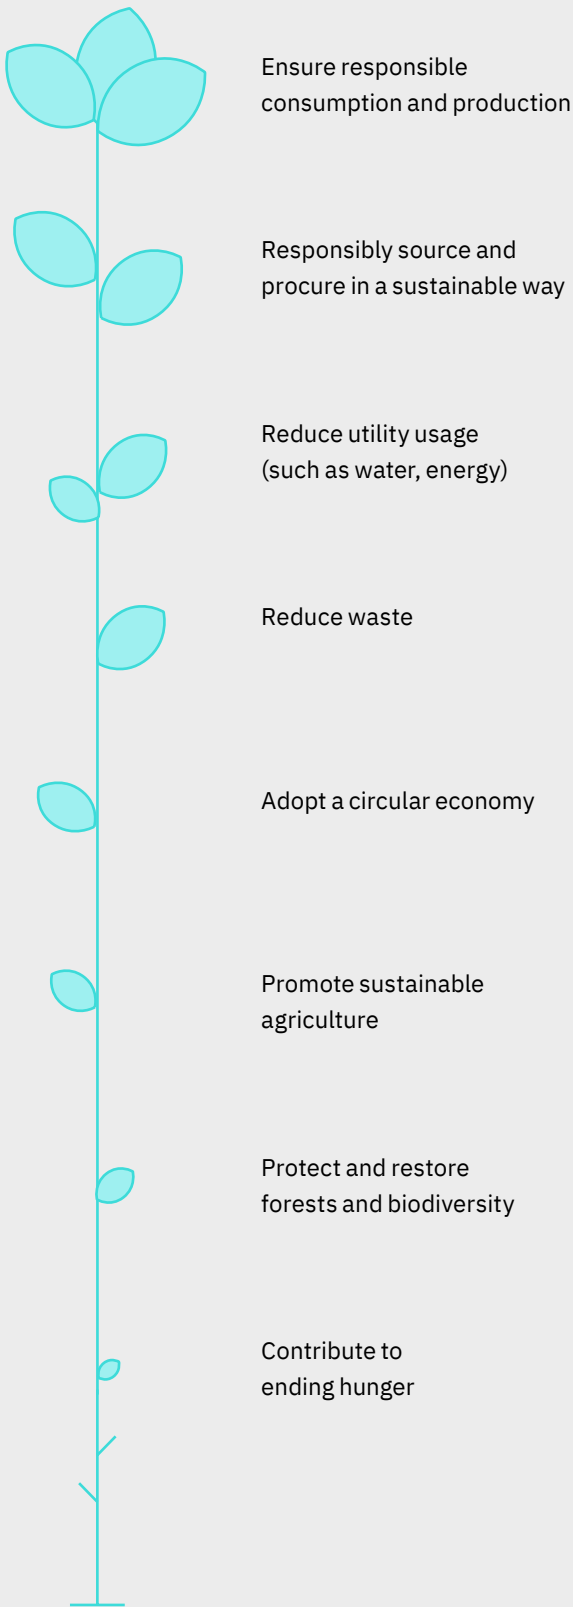 Ensure responsible
consumption and production
Responsibly source and
procure in a sustainable way
Reduce utility usage
(such as water, energy)
Reduce waste
Adopt a circular economy
Promote sustainable
agriculture
Protect and restore
forests and biodiversity
Contribute to
ending hunger